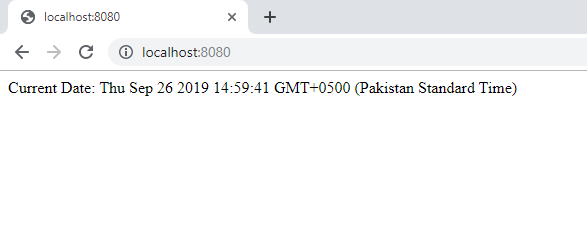 localhost:8080
localhost:8080
Current Date: Thu Sep 26 2019 14:59:41 GMT+0500 (Pakistan Standard Time)